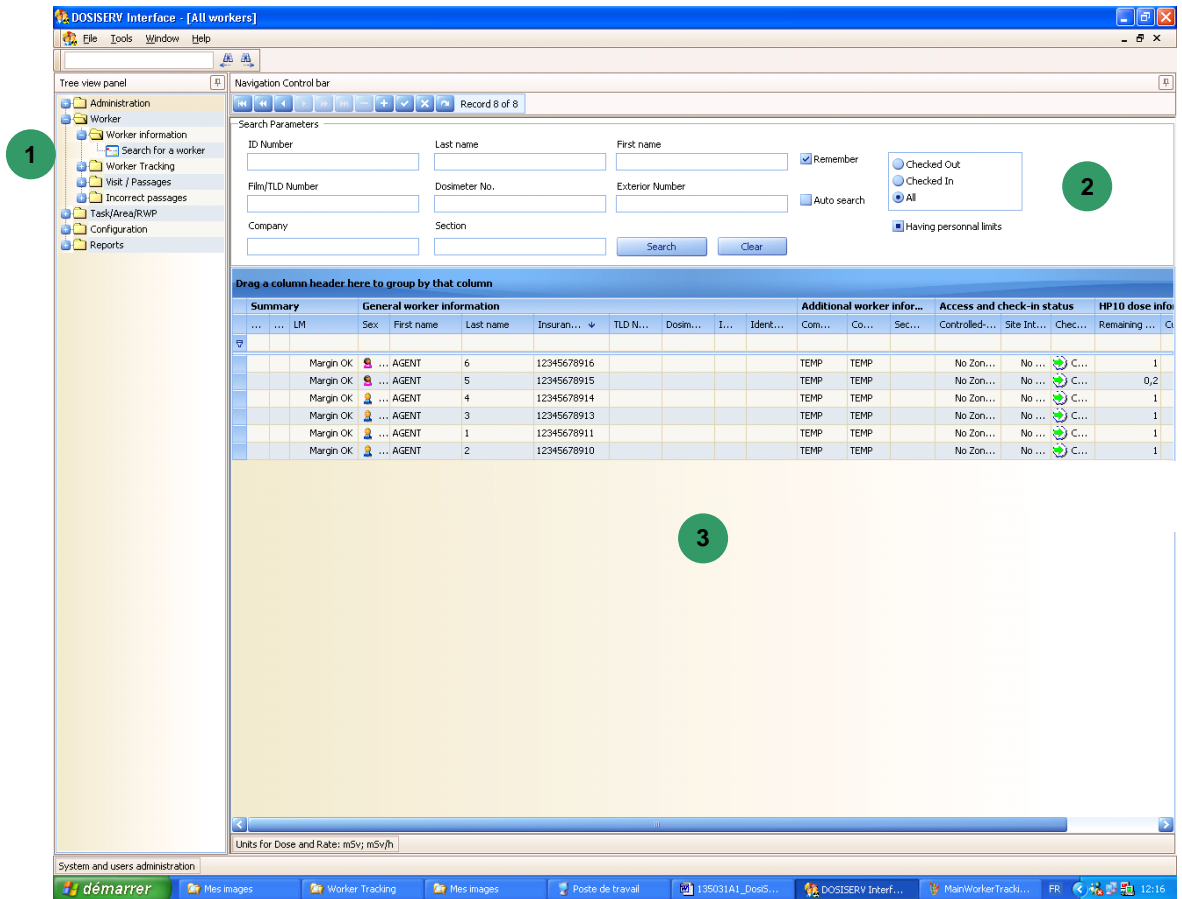 DOSISERV Interface - [All workers]
File Tools Window Help
Tree view panel
Navigation Control bar
Administration
Worker
Worker information
Search for a worker
Worker Tracking
Visit / Passages
Incorrect passages
Task/Area/RWP
Configuration
Reports
1
Record 8 of 8
Search Parameters
ID Number Last name First name
Remember
Checked Out
Checked In
All
2
Film/TLD Number Dosimeter No. Exterior Number
Auto search
Having personnal limits
Company Section
Search Clear
Drag a column header here to group by that column
Summary General worker information Additional worker infor... Access and check-in status HP10 dose infor
... ... LM Sex First name Last name Insuran... TLD N... Dosim... I... Ident... Com... Co... Sec... Controlled-... Site Int... Chec... Remaining ...
Margin OK ... AGENT 6 12345678916 TEMP TEMP No Zon... No ... C... 1
Margin OK ... AGENT 5 12345678915 TEMP TEMP No Zon... No ... C... 0,2
Margin OK ... AGENT 4 12345678914 TEMP TEMP No Zon... No ... C... 1
Margin OK ... AGENT 3 12345678913 TEMP TEMP No Zon... No ... C... 1
Margin OK ... AGENT 1 12345678911 TEMP TEMP No Zon... No ... C... 1
Margin OK ... AGENT 2 12345678910 TEMP TEMP No Zon... No ... C... 1
3
Units for Dose and Rate: mSv; mSv/h
System and users administration
démarrer Mes images Worker Tracking Mes images Poste de travail 135031A1_DosiS... DOSISERV Interf... MainWorkerTracki... FR 12:16